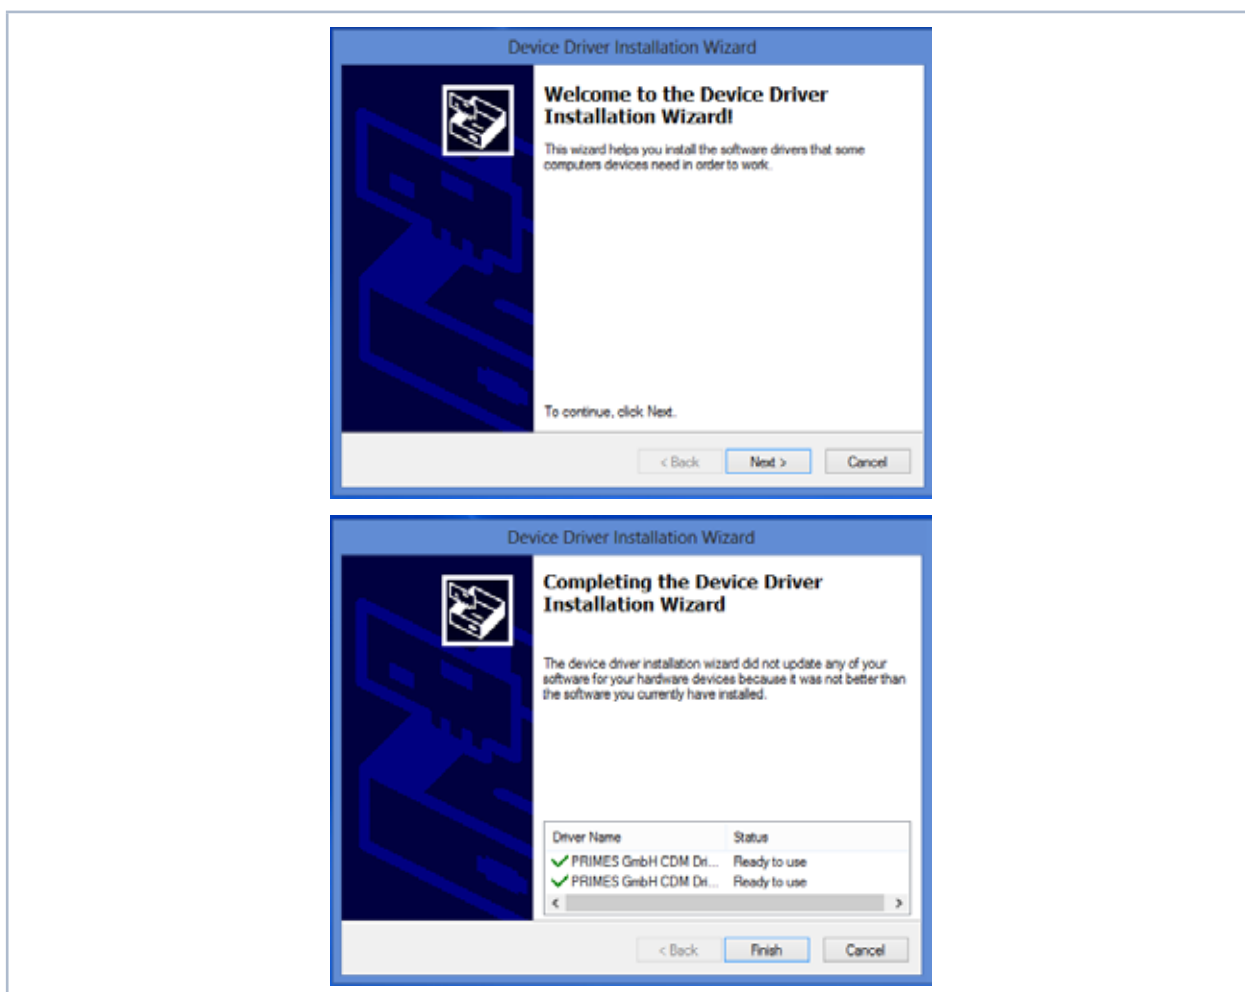 Device Driver Installation Wizard
Welcome to the Device Driver
Installation Wizard!
This wizard helps you install the software drivers that some
computers devices need in order to work.
To continue, click Next.
< Back Next > Cancel
Device Driver Installation Wizard
Completing the Device Driver
Installation Wizard
The device driver installation wizard did not update any of your
software for your hardware devices because it was not better than
the software you currently have installed.
Driver Name Status
PRIMES GmbH CDM Dri... Ready to use
PRIMES GmbH CDM Dri... Ready to use
< Back Finish Cancel